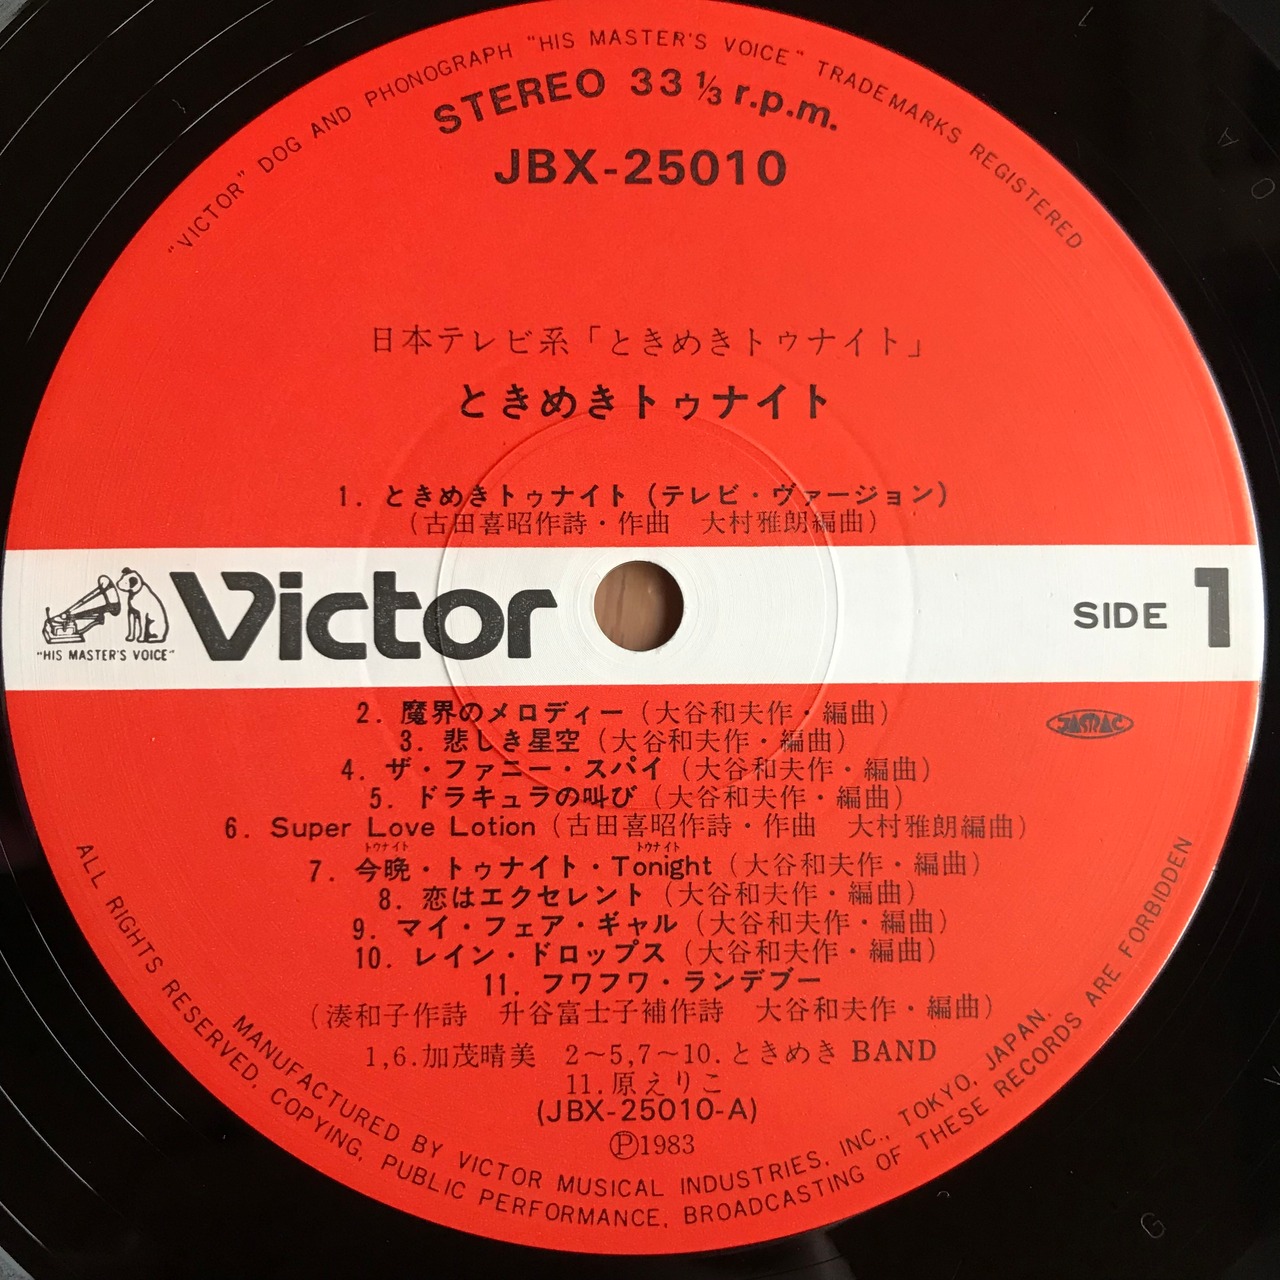 "VICTOR" DOG AND PHONOGRAPH "HIS MASTER'S VOICE" TRADEMARKS REGISTERED
STEREO 33 1/3 r.p.m.
JBX-25010
日本テレビ系「ときめきトゥナイト」
ときめきトゥナイト
1. ときめきトゥナイト（テレビ・ヴァージョン）
（古田喜昭作詩・作曲　大村雅朗編曲）
Victor
"HIS MASTER'S VOICE"
SIDE 1
2. 魔界のメロディー（大谷和夫作・編曲）
3. 悲しき星空（大谷和夫作・編曲）
JASRAC
4. ザ・ファニー・スパイ（大谷和夫作・編曲）
5. ドラキュラの叫び（大谷和夫作・編曲）
6. Super Love Lotion（古田喜昭作詩・作曲　大村雅朗編曲）
トゥナイト　トゥナイト
7. 今晩・トゥナイト・Tonight（大谷和夫作・編曲）
8. 恋はエクセレント（大谷和夫作・編曲）
9. マイ・フェア・ギャル（大谷和夫作・編曲）
10. レイン・ドロップス（大谷和夫作・編曲）
11. フワフワ・ランデブー
（湊和子作詩　升谷富士子補作詩　大谷和夫作・編曲）
1,6.加茂晴美　2〜5,7〜10.ときめき BAND
11.原えりこ
(JBX-25010-A)
Ⓟ1983
MANUFACTURED BY VICTOR MUSICAL INDUSTRIES, INC., TOKYO, JAPAN.
ALL RIGHTS RESERVED, COPYING, PUBLIC PERFORMANCE, BROADCASTING OF THESE RECORDS ARE FORBIDDEN